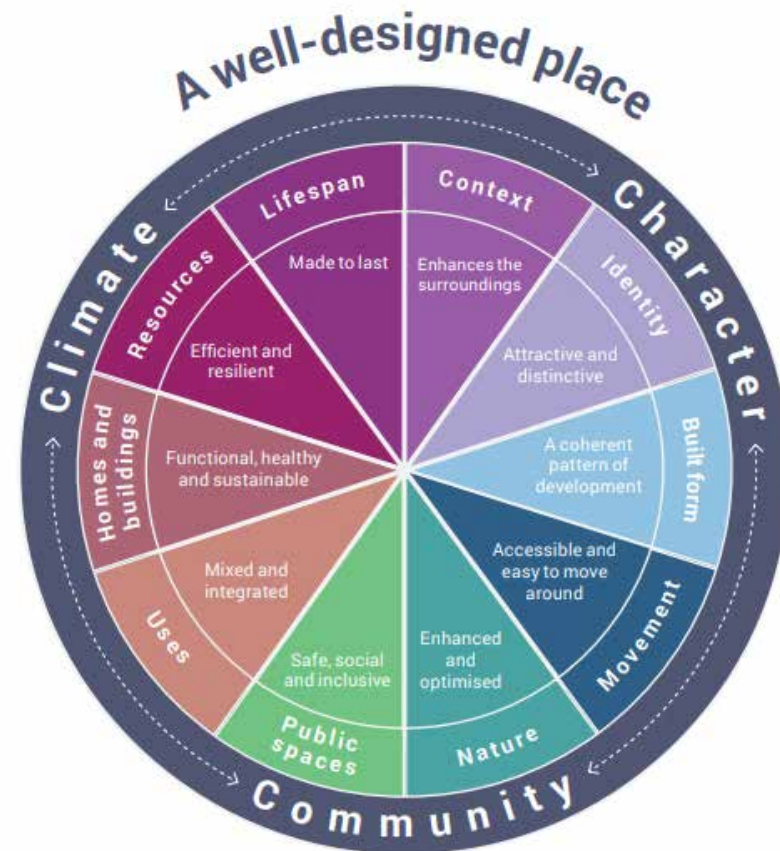 A well-designed place
Climate
Character
Community
Context
Enhances the
surroundings
Identity
Attractive and
distinctive
Built form
A coherent
pattern of
development
Movement
Accessible and
easy to move
around
Nature
Enhanced
and
optimised
Public
spaces
Safe, social
and inclusive
Uses
Mixed and
integrated
Homes and
buildings
Functional, healthy
and sustainable
Resources
Efficient and
resilient
Lifespan
Made to last